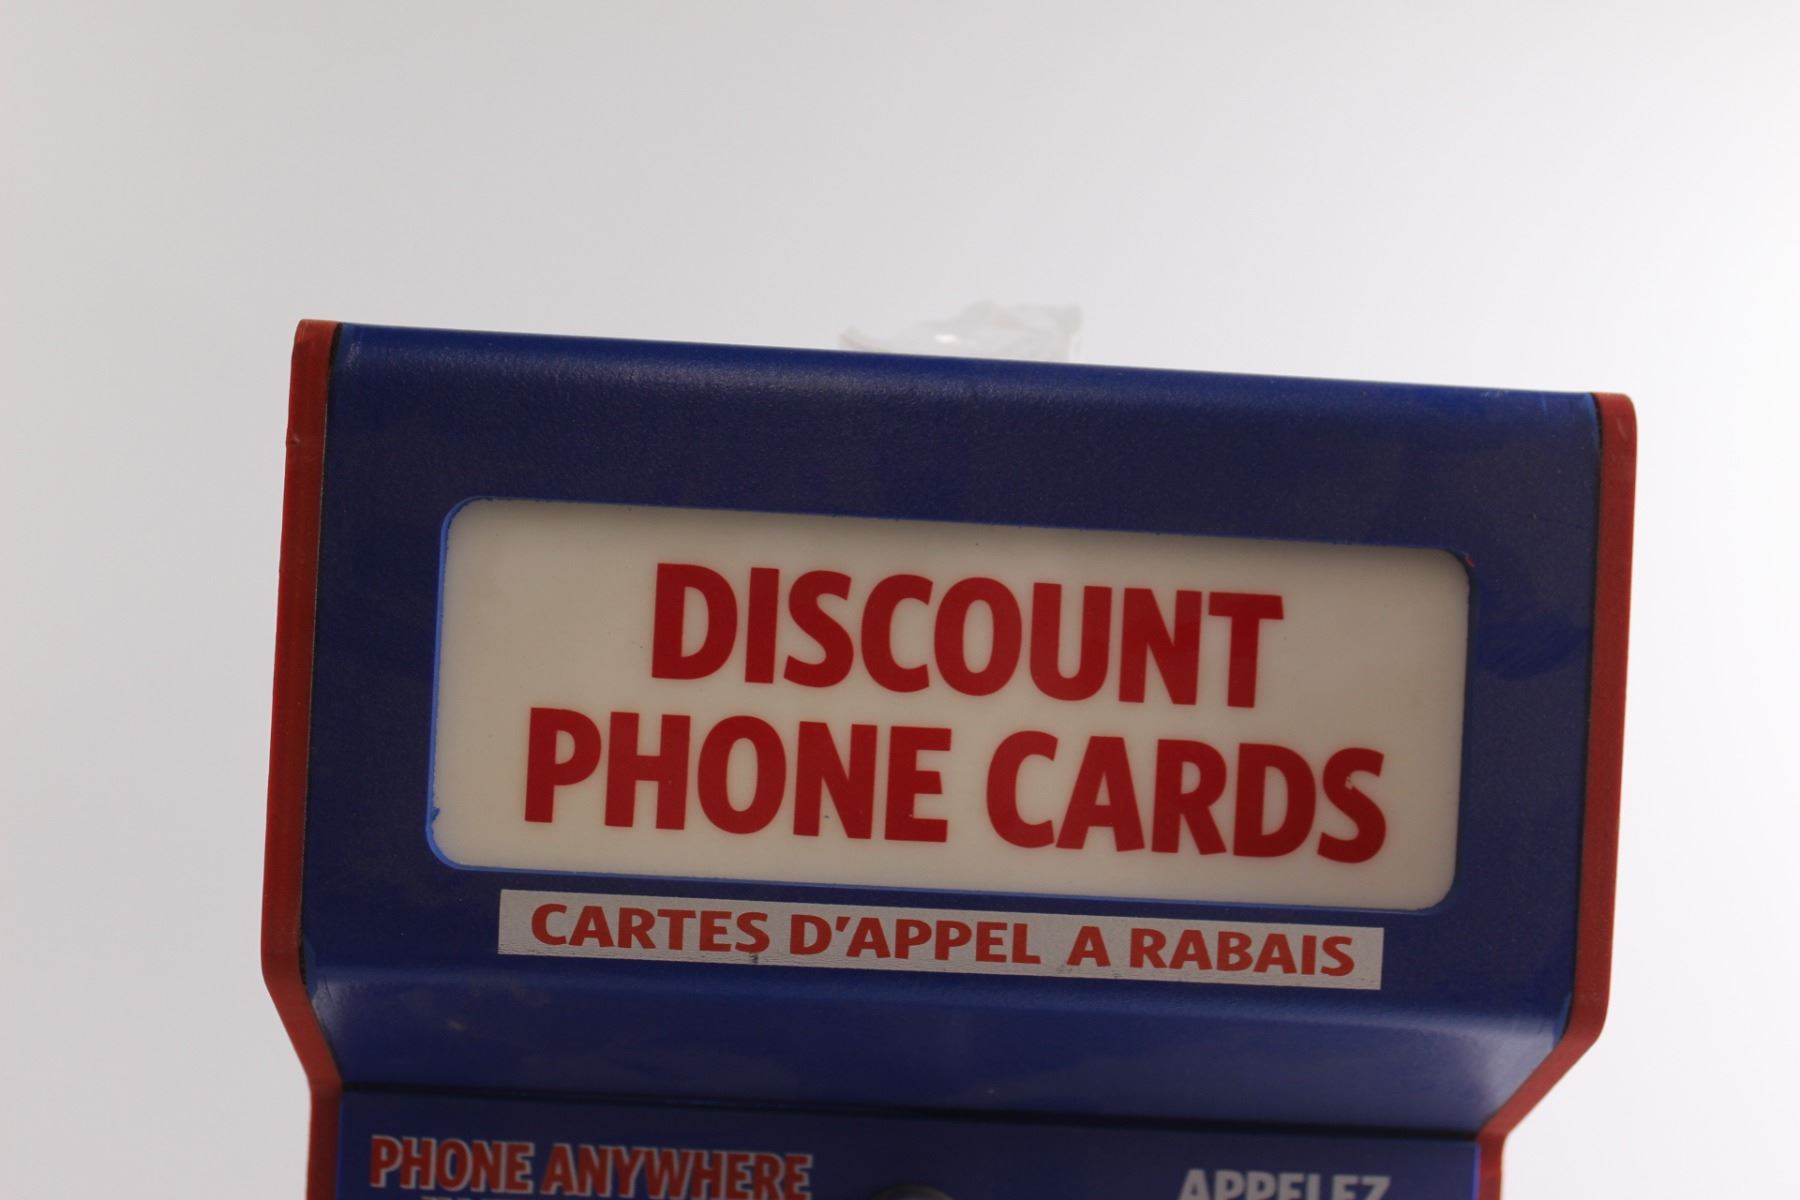 DISCOUNT
PHONE CARDS
CARTES D'APPEL A RABAIS
PHONE ANYWHERE
APPELEZ